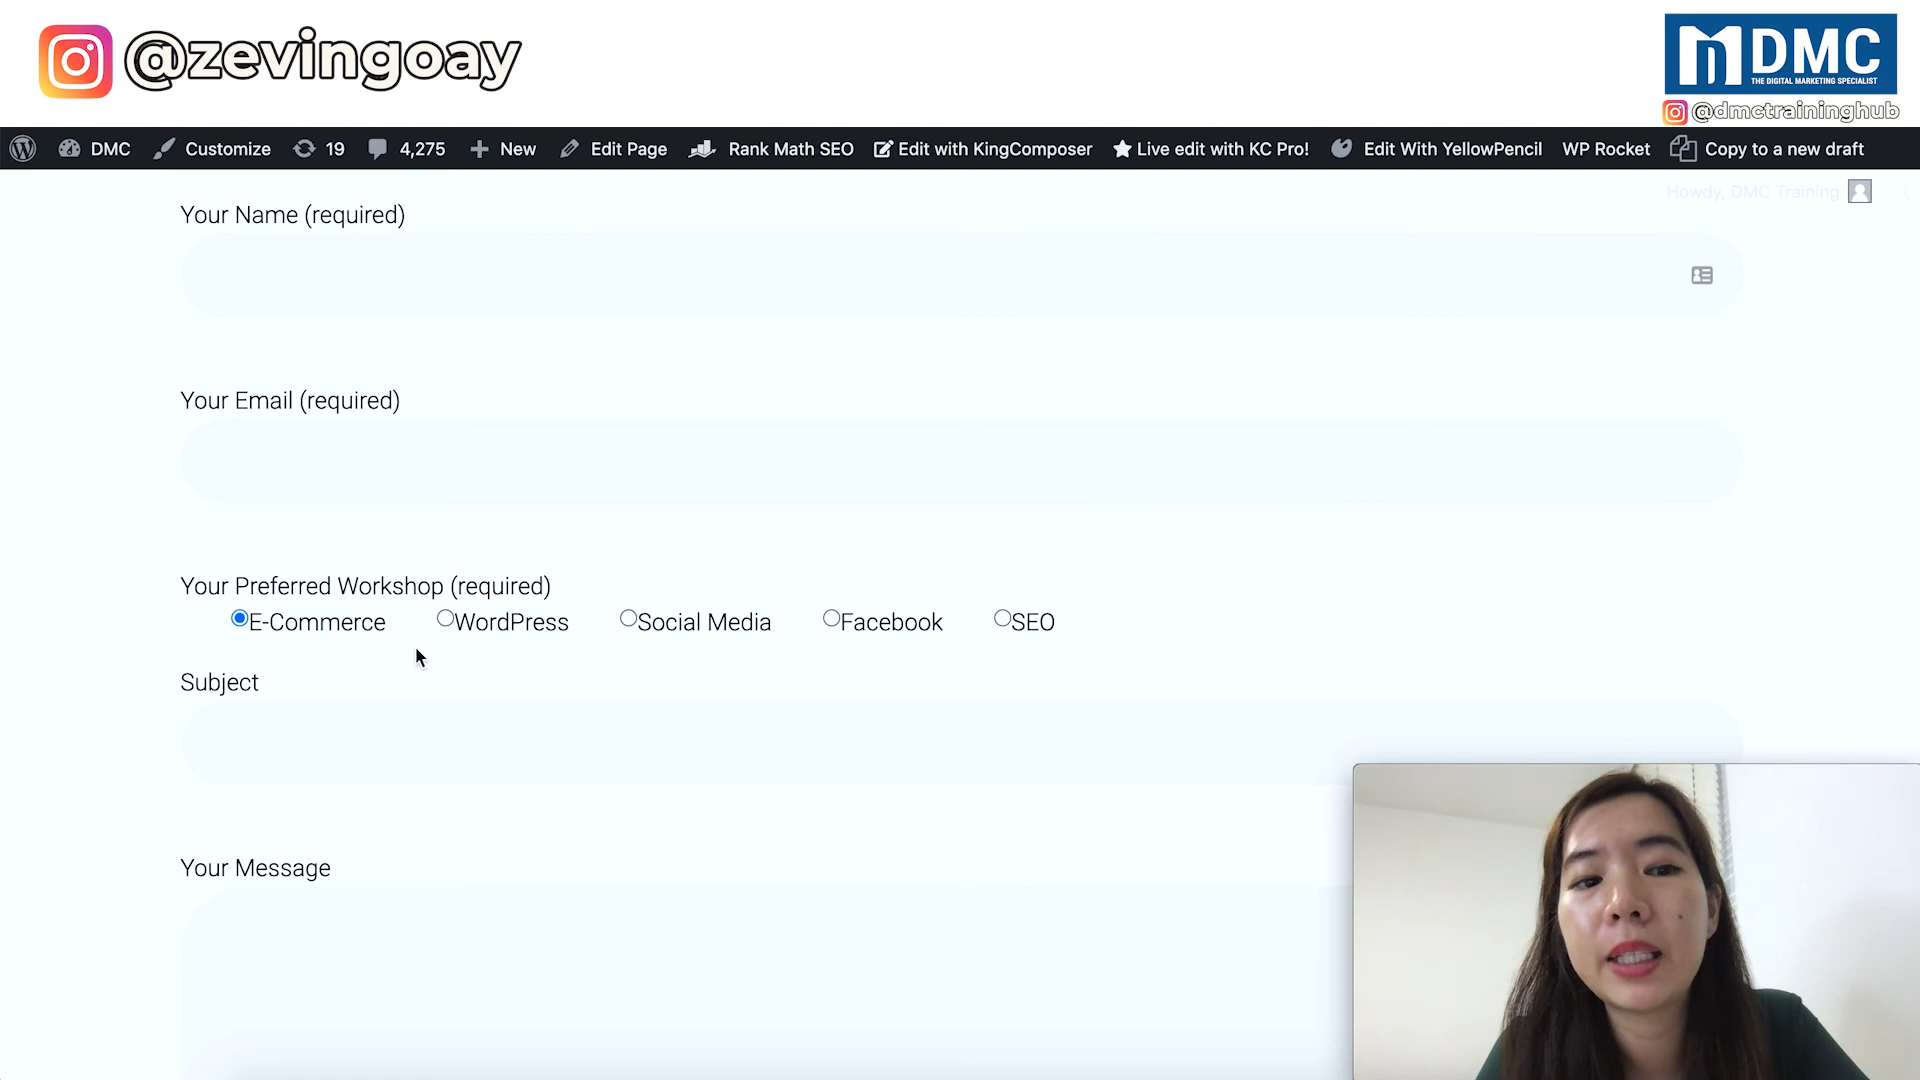 @zevingoay
DMC
THE DIGITAL MARKETING SPECIALIST
@dmctraininghub
DMC Customize 19 4,275 New Edit Page Rank Math SEO Edit with KingComposer Live edit with KC Pro! Edit With YellowPencil WP Rocket Copy to a new draft
Howdy, DMC Training
Your Name (required)
Your Email (required)
Your Preferred Workshop (required)
E-Commerce WordPress Social Media Facebook SEO
Subject
Your Message